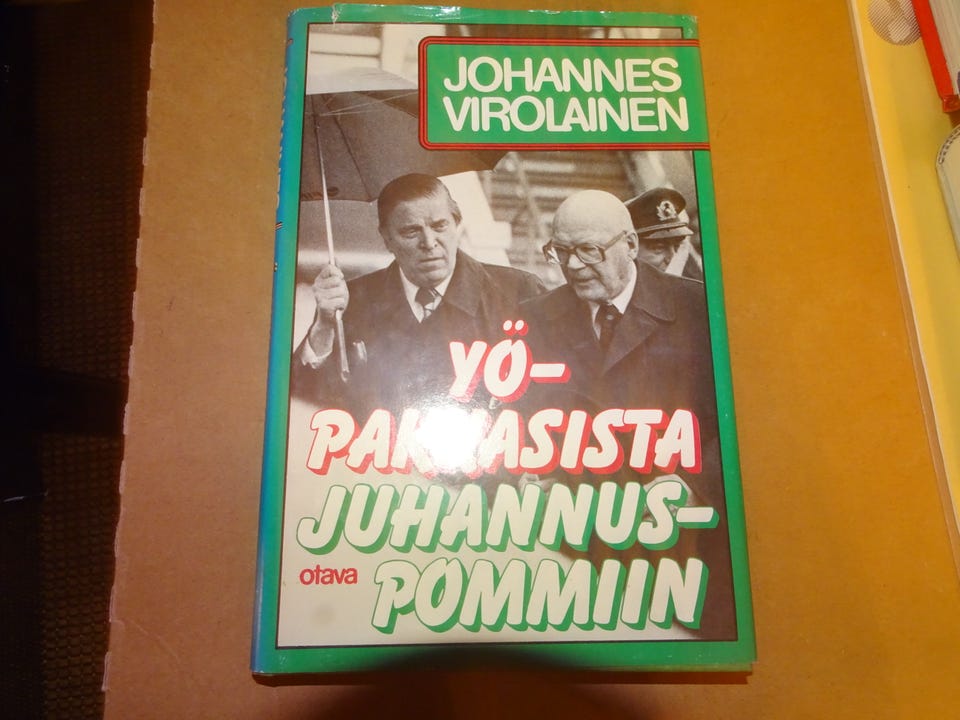 JOHANNES
VIROLAINEN
YÖ-
PAKKASISTA
JUHANNUS-
otava
POMMIIN